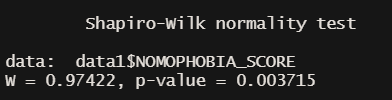 Shapiro-Wilk normality test
data:  data1$NOMOPHOBIA_SCORE
W = 0.97422, p-value = 0.003715